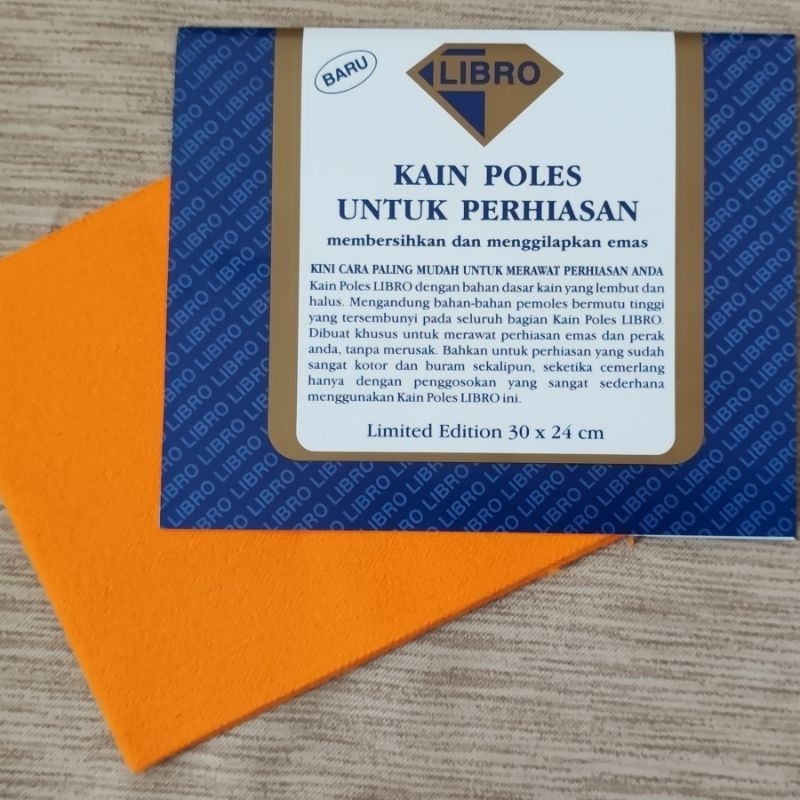 BARU
LIBRO
KAIN POLES
UNTUK PERHIASAN
membersihkan dan menggilapkan emas
KINI CARA PALING MUDAH UNTUK MERAWAT PERHIASAN ANDA
Kain Poles LIBRO dengan bahan dasar kain yang lembut dan
halus. Mengandung bahan-bahan pemoles bermutu tinggi
yang tersembunyi pada seluruh bagian Kain Poles LIBRO.
Dibuat khusus untuk merawat perhiasan emas dan perak
anda, tanpa merusak. Bahkan untuk perhiasan yang sudah
sangat kotor dan buram sekalipun, seketika cemerlang
hanya dengan penggosokan yang sangat sederhana
menggunakan Kain Poles LIBRO ini.
Limited Edition 30 x 24 cm